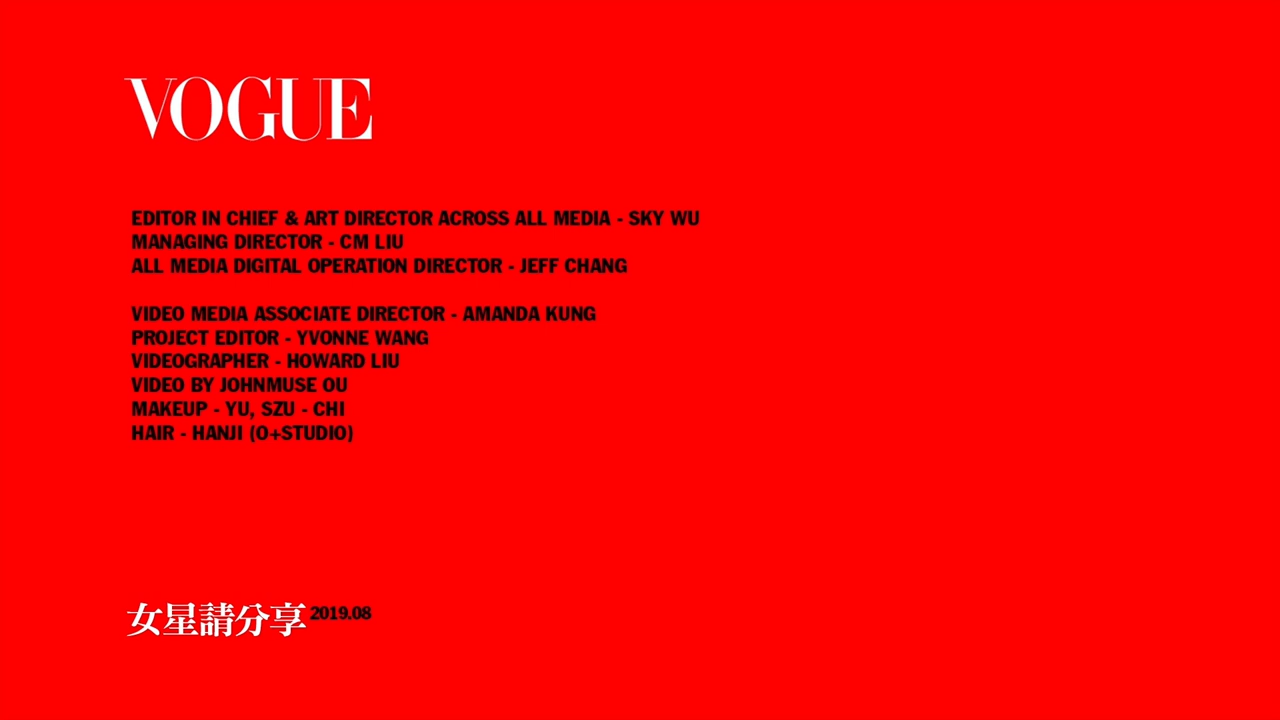 VOGUE
EDITOR IN CHIEF & ART DIRECTOR ACROSS ALL MEDIA - SKY WU
MANAGING DIRECTOR - CM LIU
ALL MEDIA DIGITAL OPERATION DIRECTOR - JEFF CHANG
VIDEO MEDIA ASSOCIATE DIRECTOR - AMANDA KUNG
PROJECT EDITOR - YVONNE WANG
VIDEOGRAPHER - HOWARD LIU
VIDEO BY JOHNMUSE OU
MAKEUP - YU, SZU - CHI
HAIR - HANJI (O+STUDIO)
女星請分享 2019.08